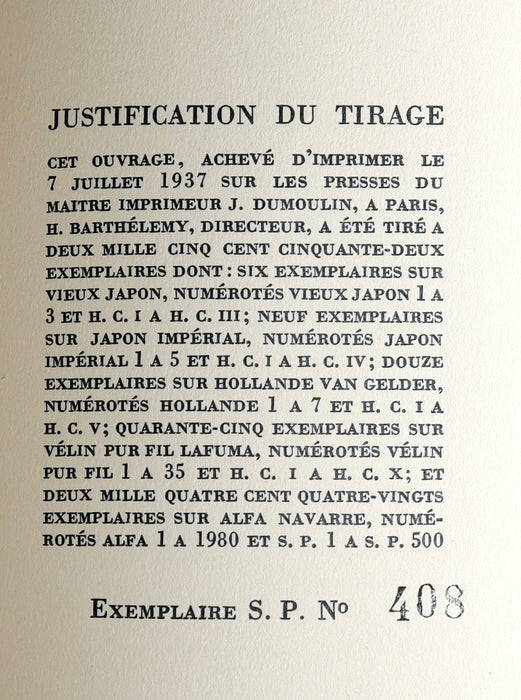 JUSTIFICATION DU TIRAGE
CET OUVRAGE, ACHEVÉ D'IMPRIMER LE
7 JUILLET 1937 SUR LES PRESSES DU
MAITRE IMPRIMEUR J. DUMOULIN, A PARIS,
H. BARTHÉLEMY, DIRECTEUR, A ÉTÉ TIRÉ A
DEUX MILLE CINQ CENT CINQUANTE-DEUX
EXEMPLAIRES DONT : SIX EXEMPLAIRES SUR
VIEUX JAPON, NUMÉROTÉS VIEUX JAPON 1 A
3 ET H. C. I A H. C. III ; NEUF EXEMPLAIRES
SUR JAPON IMPÉRIAL, NUMÉROTÉS JAPON
IMPÉRIAL 1 A 5 ET H. C. I A H. C. IV ; DOUZE
EXEMPLAIRES SUR HOLLANDE VAN GELDER,
NUMÉROTÉS HOLLANDE 1 A 7 ET H. C. I A
H. C. V ; QUARANTE-CINQ EXEMPLAIRES SUR
VÉLIN PUR FIL LAFUMA, NUMÉROTÉS VÉLIN
PUR FIL 1 A 35 ET H. C. I A H. C. X ; ET
DEUX MILLE QUATRE CENT QUATRE-VINGTS
EXEMPLAIRES SUR ALFA NAVARRE, NUMÉ-
ROTÉS ALFA 1 A 1980 ET S. P. 1 A S. P. 500
EXEMPLAIRE S. P. Nº 408